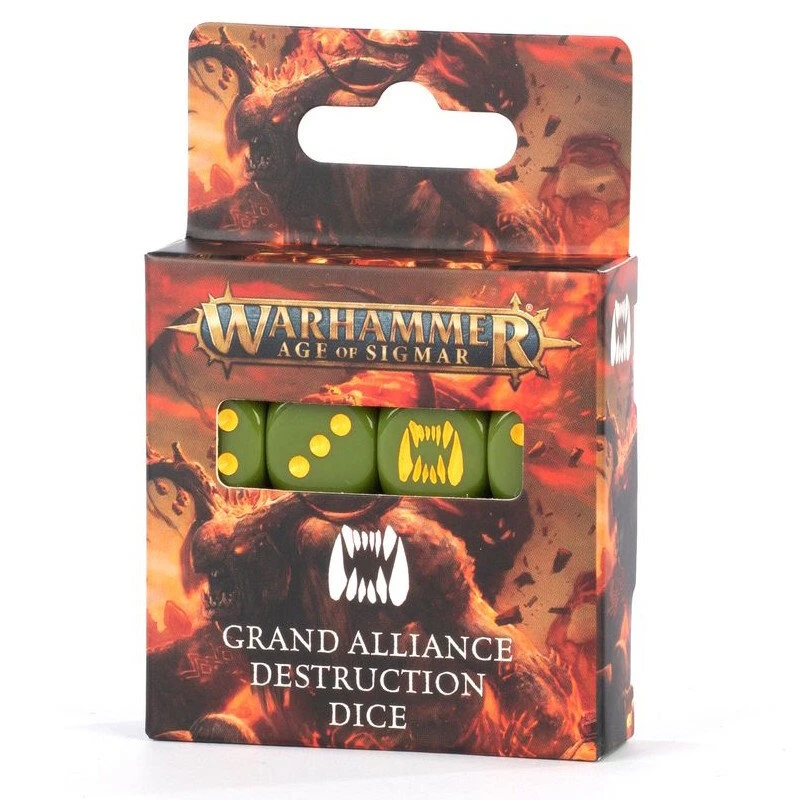 WARHAMMER
AGE OF SIGMAR
GRAND ALLIANCE
DESTRUCTION
DICE